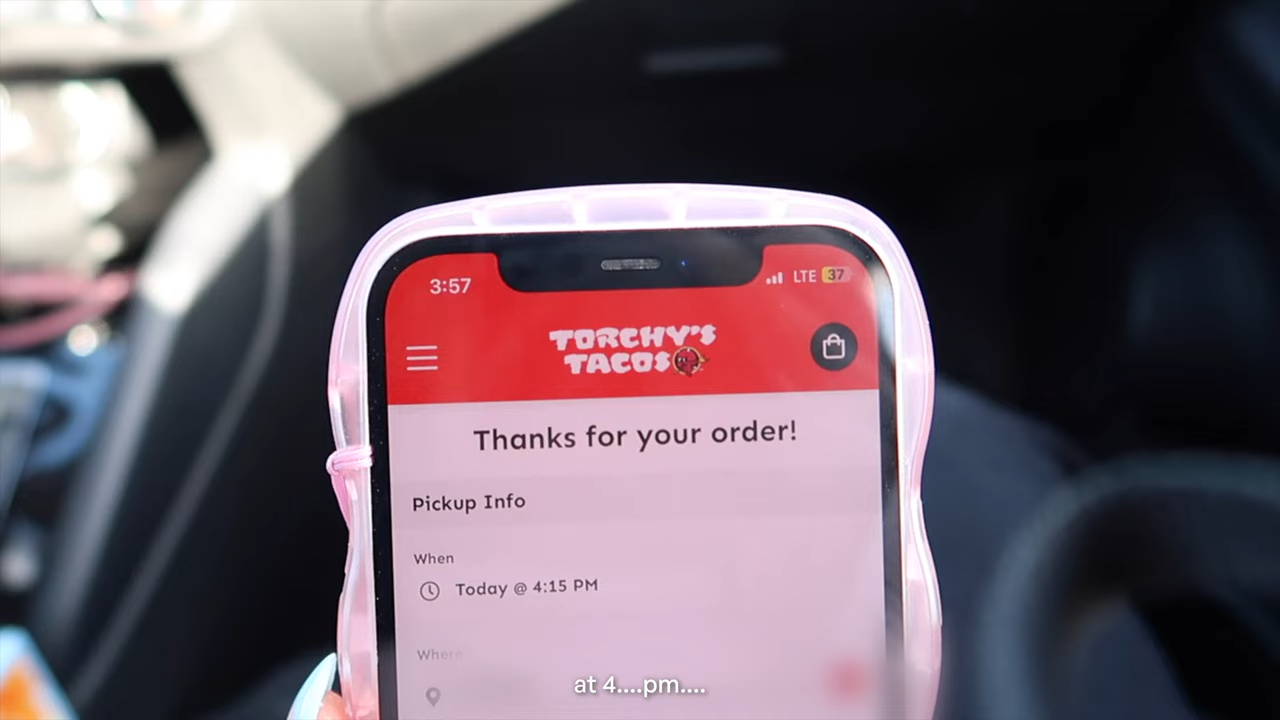 3:57
LTE 37
TORCHY'S
TACOS
Thanks for your order!
Pickup Info
When
Today @ 4:15 PM
Where
at 4....pm....